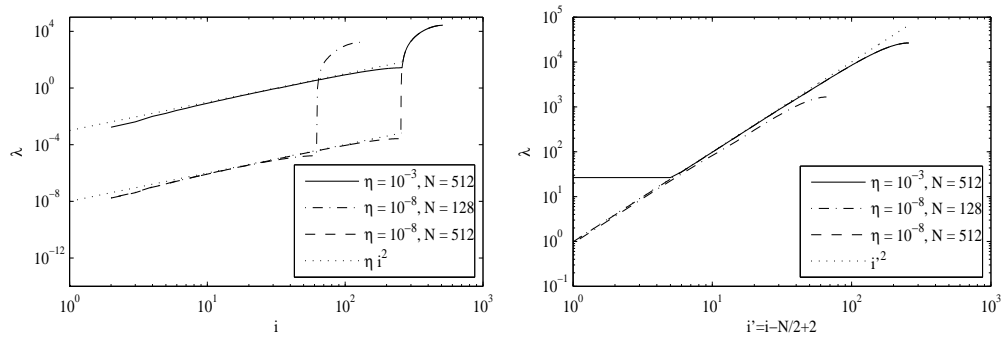 10^4
10^0
10^-4
10^-8
10^-12
λ
10^0
10^1
10^2
10^3
i
η = 10^-3, N = 512
η = 10^-8, N = 128
η = 10^-8, N = 512
η i^2
10^5
10^4
10^3
10^2
10^1
10^0
10^-1
λ
10^0
10^1
10^2
10^3
i'=i−N/2+2
η = 10^-3, N = 512
η = 10^-8, N = 128
η = 10^-8, N = 512
i'^2